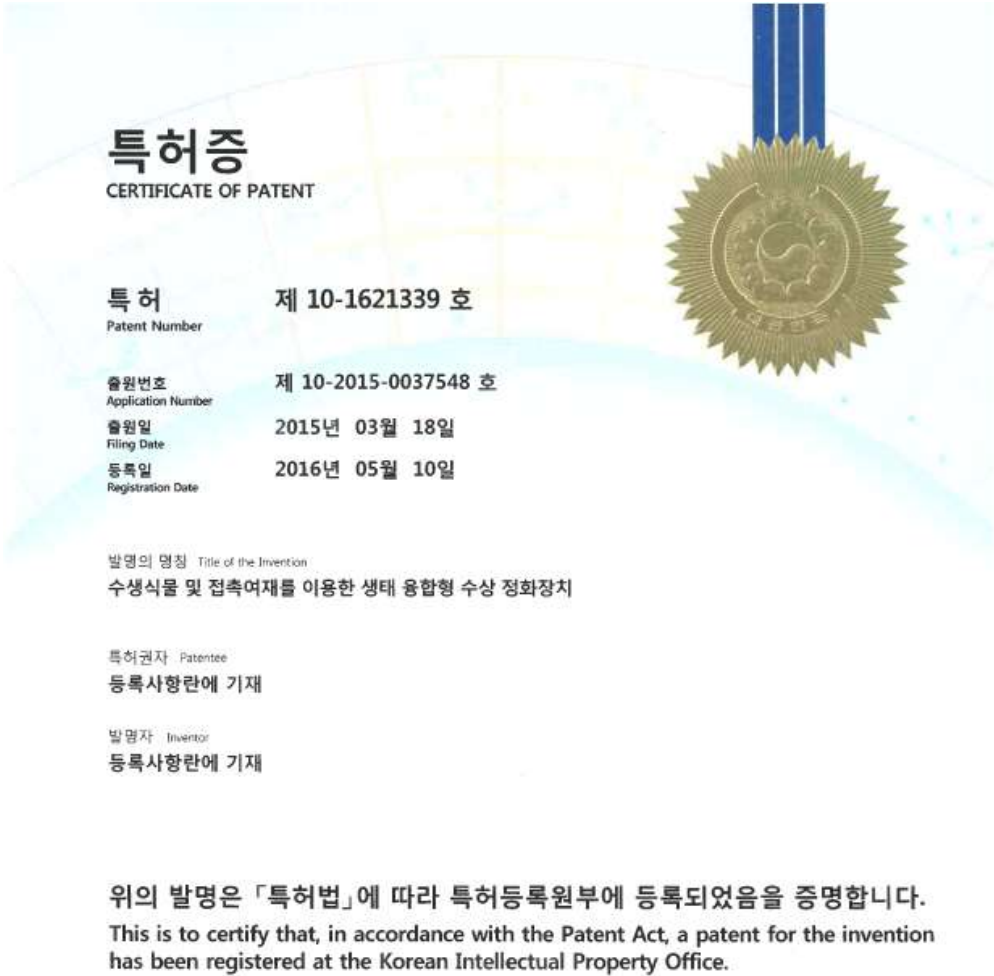 특허증
CERTIFICATE OF PATENT
특 허 제 10-1621339 호
Patent Number
출원번호 제 10-2015-0037548 호
Application Number
출원일 2015년 03월 18일
Filing Date
등록일 2016년 05월 10일
Registration Date
발명의 명칭 Title of the Invention
수생식물 및 접촉여재를 이용한 생태 융합형 수상 정화장치
특허권자 Patentee
등록사항란에 기재
발명자 Inventor
등록사항란에 기재
위의 발명은 「특허법」에 따라 특허등록원부에 등록되었음을 증명합니다.
This is to certify that, in accordance with the Patent Act, a patent for the invention
has been registered at the Korean Intellectual Property Office.
대한민국